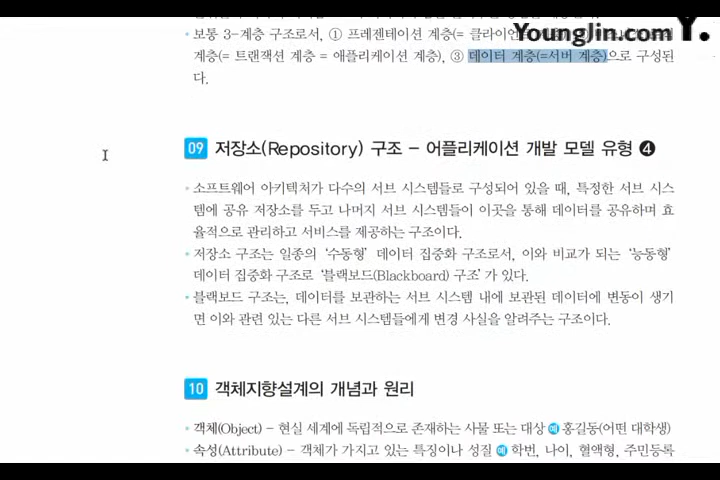 YoungJin.com Y.
• 보통 3-계층 구조로서, ① 프레젠테이션 계층(= 클라이언트
계층(= 트랜잭션 계층 = 애플리케이션 계층), ③ 데이터 계층(=서버 계층)으로 구성된
다.
09 저장소(Repository) 구조 - 어플리케이션 개발 모델 유형 ❹
• 소프트웨어 아키텍처가 다수의 서브 시스템들로 구성되어 있을 때, 특정한 서브 시스
템에 공유 저장소를 두고 나머지 서브 시스템들이 이곳을 통해 데이터를 공유하며 효
율적으로 관리하고 서비스를 제공하는 구조이다.
• 저장소 구조는 일종의 ‘수동형’ 데이터 집중화 구조로서, 이와 비교가 되는 ‘능동형’
데이터 집중화 구조로 ‘블랙보드(Blackboard) 구조’가 있다.
• 블랙보드 구조는, 데이터를 보관하는 서브 시스템 내에 보관된 데이터에 변동이 생기
면 이와 관련 있는 다른 서브 시스템들에게 변경 사실을 알려주는 구조이다.
10 객체지향설계의 개념과 원리
• 객체(Object) - 현실 세계에 독립적으로 존재하는 사물 또는 대상 예 홍길동(어떤 대학생)
• 속성(Attribute) - 객체가 가지고 있는 특징이나 성질 예 학번, 나이, 혈액형, 주민등록